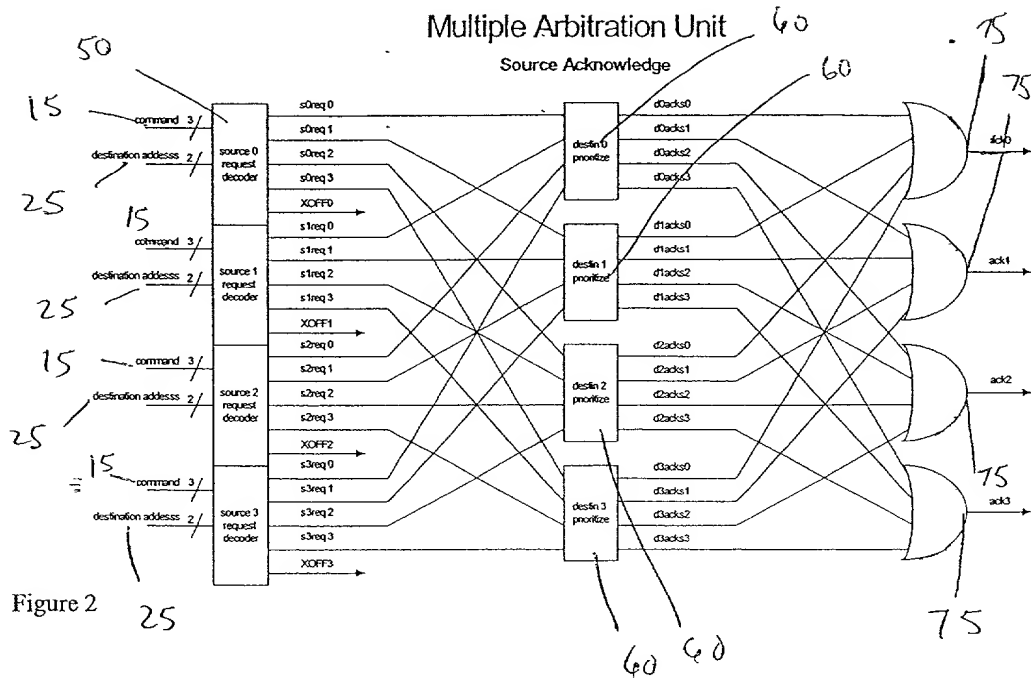 Multiple Arbitration Unit
Source Acknowledge
50
60
60
75
75
15
command 3
destination addesss 2
25
source 0 request decoder
s0req 0
s0req 1
s0req 2
s0req 3
XOFF0
destin 0 prioritize
d0acks0
d0acks1
d0acks2
d0acks3
ack0
15
command 3
destination addesss 2
25
source 1 request decoder
s1req 0
s1req 1
s1req 2
s1req 3
XOFF1
destin 1 prioritize
d1acks0
d1acks1
d1acks2
d1acks3
ack1
15
command 3
destination addesss 2
25
source 2 request decoder
s2req 0
s2req 1
s2req 2
s2req 3
XOFF2
destin 2 prioritize
d2acks0
d2acks1
d2acks2
d2acks3
ack2
75
15
command 3
destination addesss 2
25
source 3 request decoder
s3req 0
s3req 1
s3req 2
s3req 3
XOFF3
destin 3 prioritize
d3acks0
d3acks1
d3acks2
d3acks3
ack3
75
60
60
Figure 2